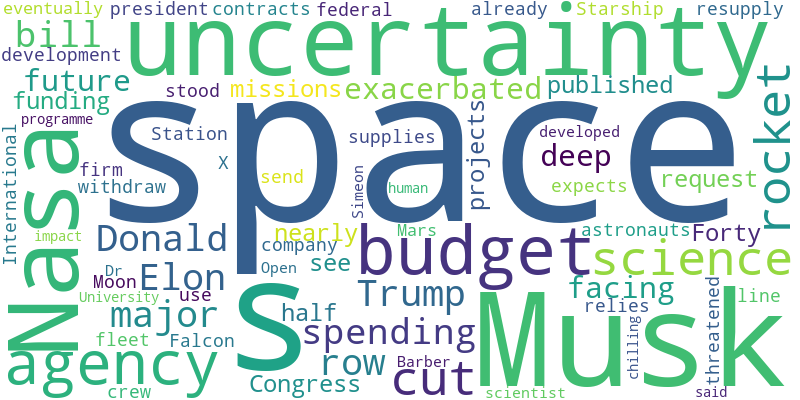 eventually president contracts federal already Starship resupply
bill uncertainty
development
future stood missions exacerbated published
funding
programme space Station supplies developed rocket
International Nasa firm X projects deep
withdraw send Simeon human expects request
impact Donald nearly Mars astronauts Forty
company budget science
Dr Elon Open see
Moon
University use s Trump facing
major half relies line
fleet Falcon spending chilling threatened
agency row Barber Musk
Congress cut
crew scientist said